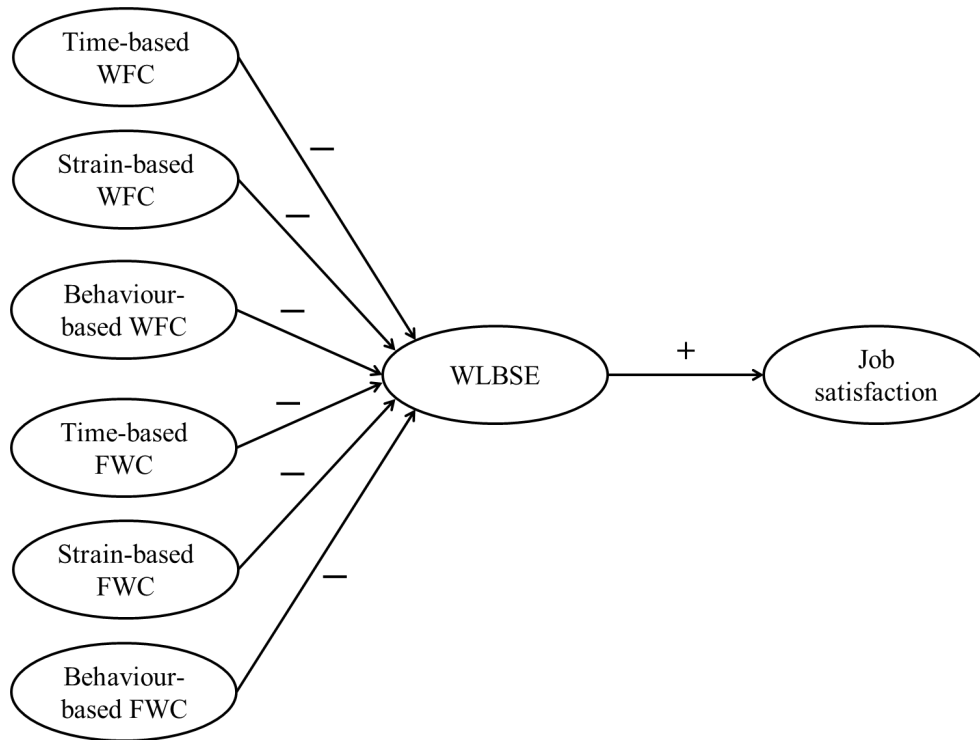 Time-based
WFC
−
Strain-based
WFC
−
Behaviour-
based WFC
−
WLBSE
+
Job
satisfaction
Time-based
FWC
−
Strain-based
FWC
−
Behaviour-
based FWC
−